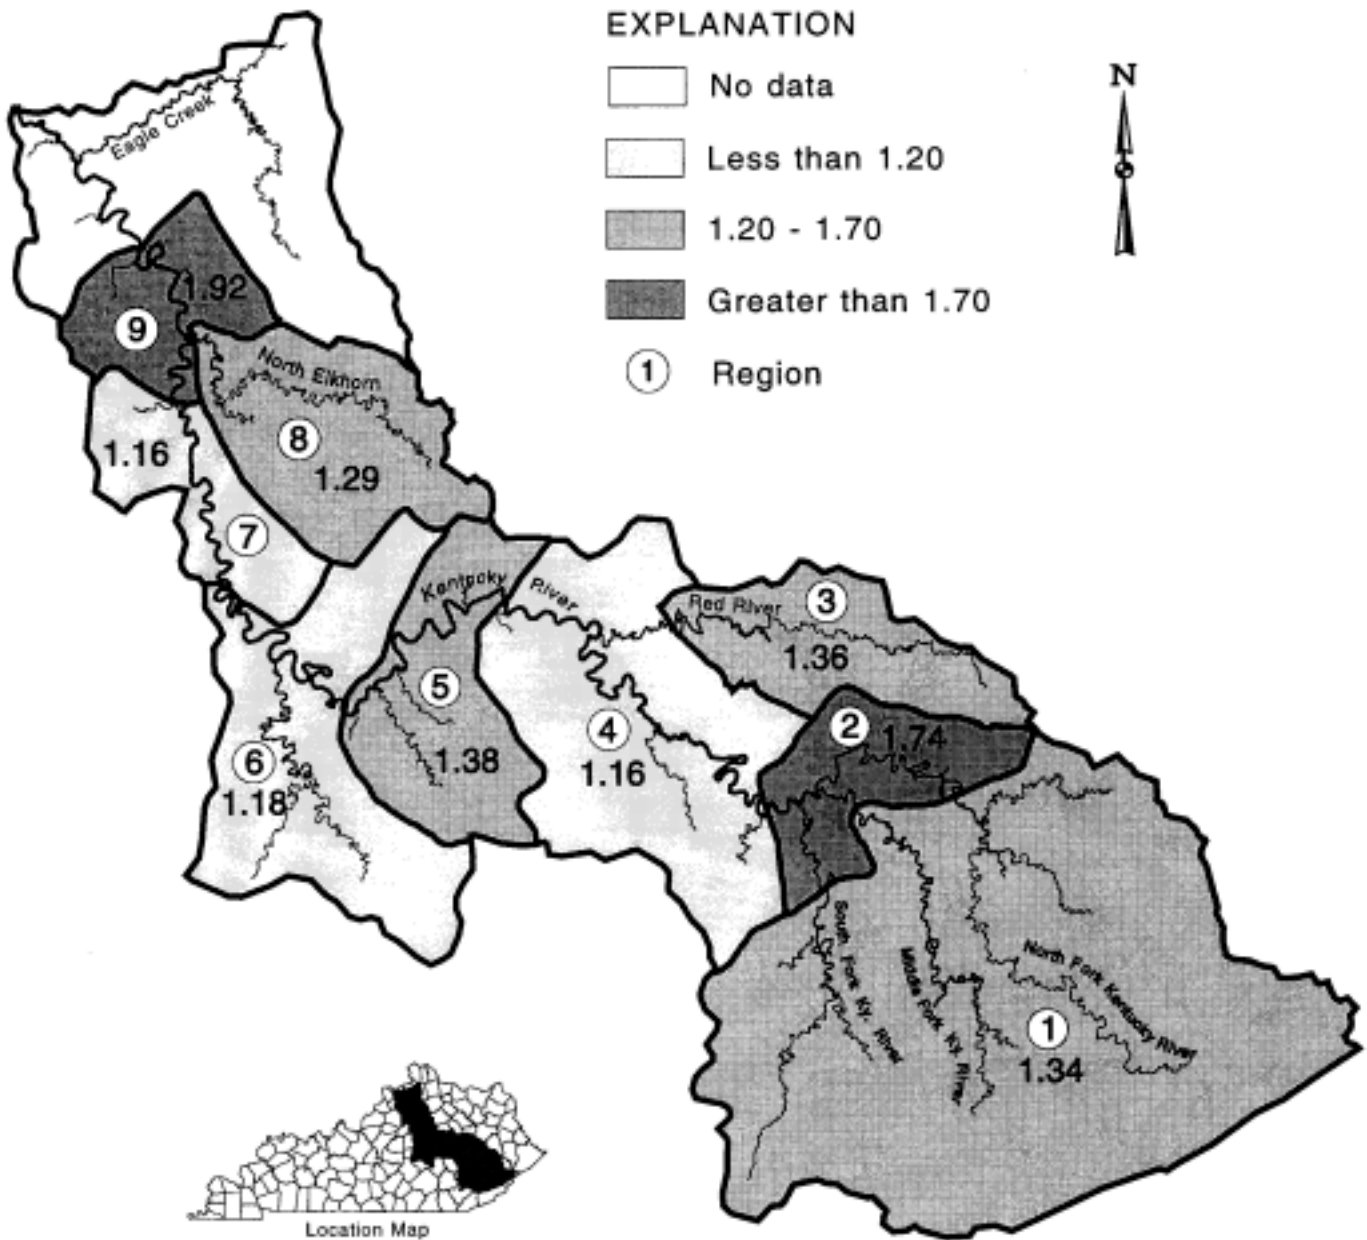 EXPLANATION
No data
Less than 1.20
1.20 - 1.70
Greater than 1.70
1 Region
N
Eagle Creek
1.92
9
North Elkhorn
8
1.29
1.16
7
Kentucky River
5
1.38
6
1.18
4
1.16
Red River
3
1.36
2
1.74
South Fork Ky. River
Middle Fork Ky. River
North Fork Kentucky River
1
1.34
Location Map